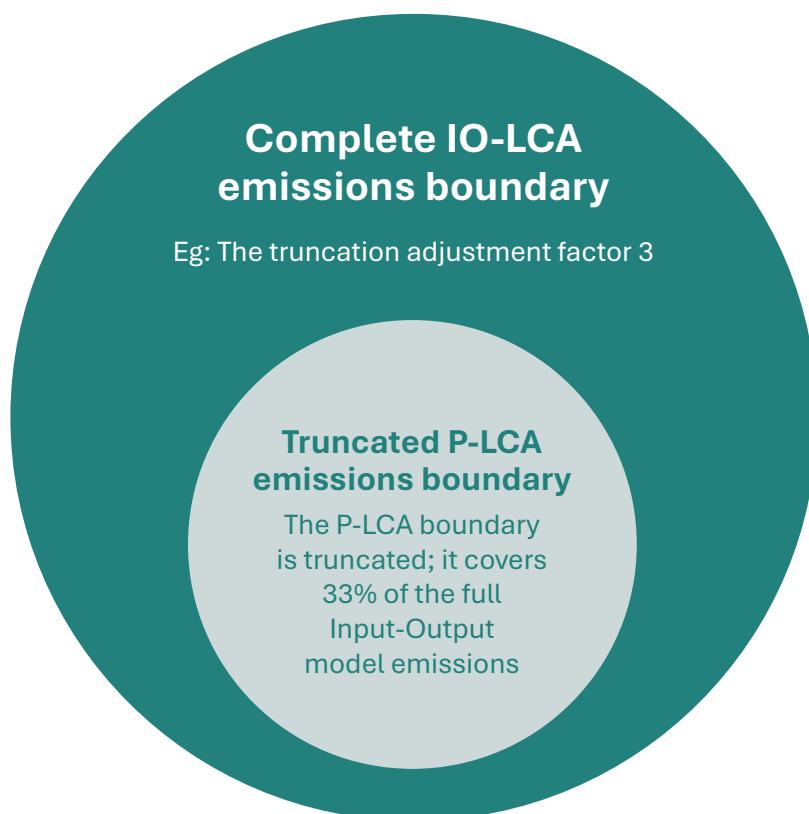 Complete IO-LCA
emissions boundary
Eg: The truncation adjustment factor 3
Truncated P-LCA
emissions boundary
The P-LCA boundary
is truncated; it covers
33% of the full
Input-Output
model emissions